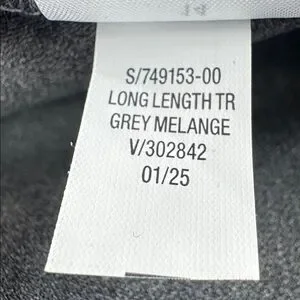 S/749153-00
LONG LENGTH TR
GREY MELANGE
V/302842
01/25